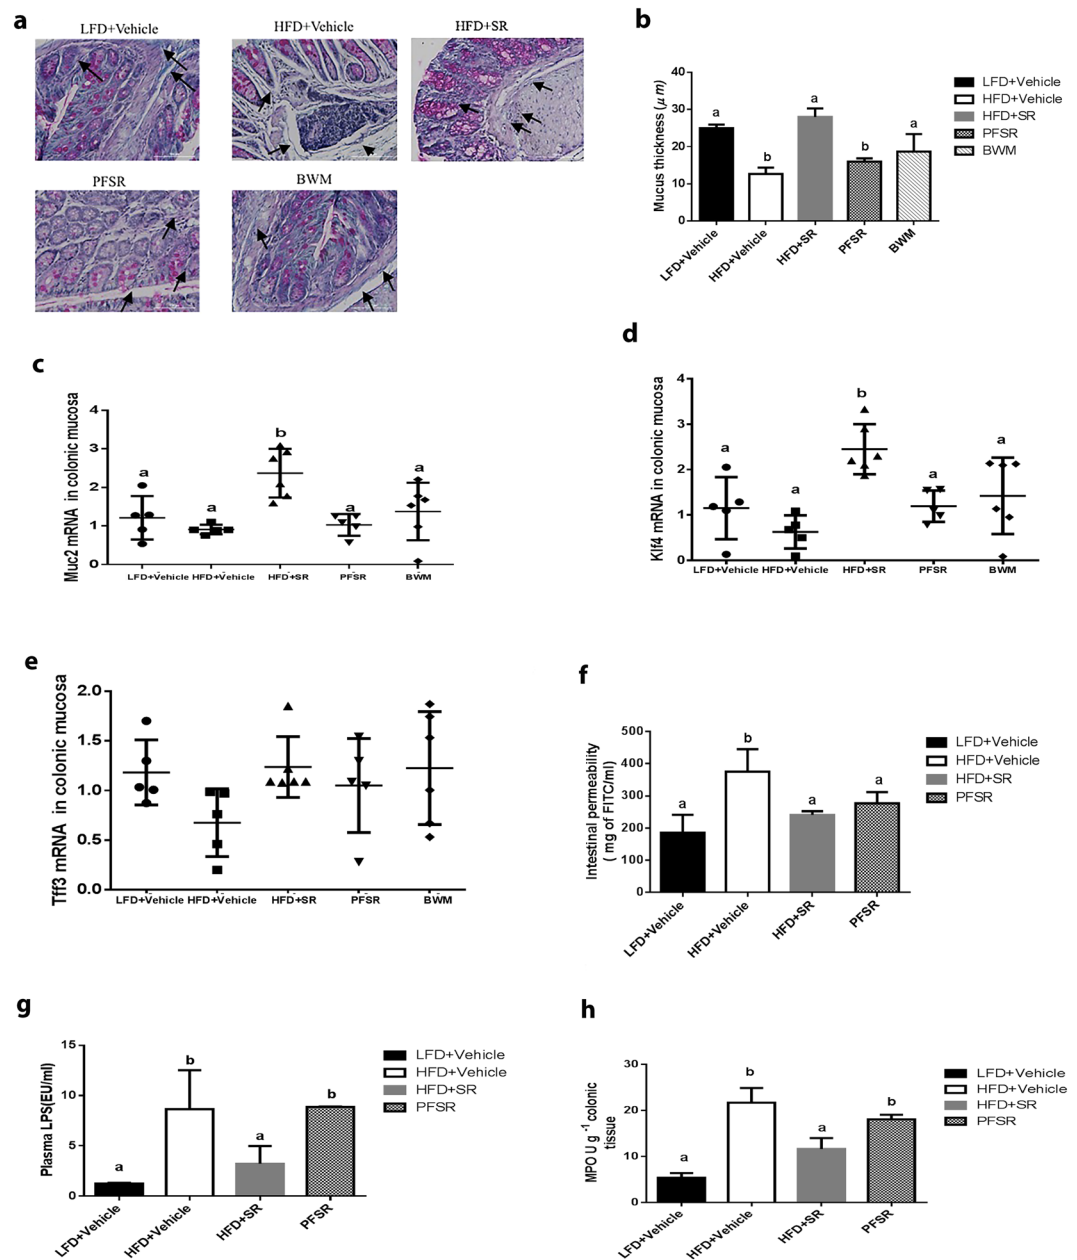 a
LFD+Vehicle
HFD+Vehicle
HFD+SR
PFSR
BWM
b
Mucus thickness (μm)
40
30
20
10
0
a
b
a
b
a
LFD+Vehicle
HFD+Vehicle
HFD+SR
PFSR
BWM
LFD+Vehicle
HFD+Vehicle
HFD+SR
PFSR
BWM
c
Muc2 mRNA in colonic mucosa
4
3
2
1
0
a
a
b
a
a
LFD+Vehicle
HFD+Vehicle
HFD+SR
PFSR
BWM
d
Klf4 mRNA in colonic mucosa
4
3
2
1
0
a
a
b
a
a
LFD+Vehicle
HFD+Vehicle
HFD+SR
PFSR
BWM
e
Tff3 mRNA in colonic mucosa
2.0
1.5
1.0
0.5
0.0
LFD+Vehicle
HFD+Vehicle
HFD+SR
PFSR
BWM
f
Intestinal permeability
( mg of FITC/ml)
500
400
300
200
100
0
a
b
a
a
LFD+Vehicle
HFD+Vehicle
HFD+SR
PFSR
LFD+Vehicle
HFD+Vehicle
HFD+SR
PFSR
g
Plasma LPS(EU/ml)
15
10
5
0
a
b
a
b
LFD+Vehicle
HFD+Vehicle
HFD+SR
PFSR
LFD+Vehicle
HFD+Vehicle
HFD+SR
PFSR
h
MPO U g -1 colonic
tissue
30
20
10
0
a
b
a
b
LFD+Vehicle
HFD+Vehicle
HFD+SR
PFSR
LFD+Vehicle
HFD+Vehicle
HFD+SR
PFSR